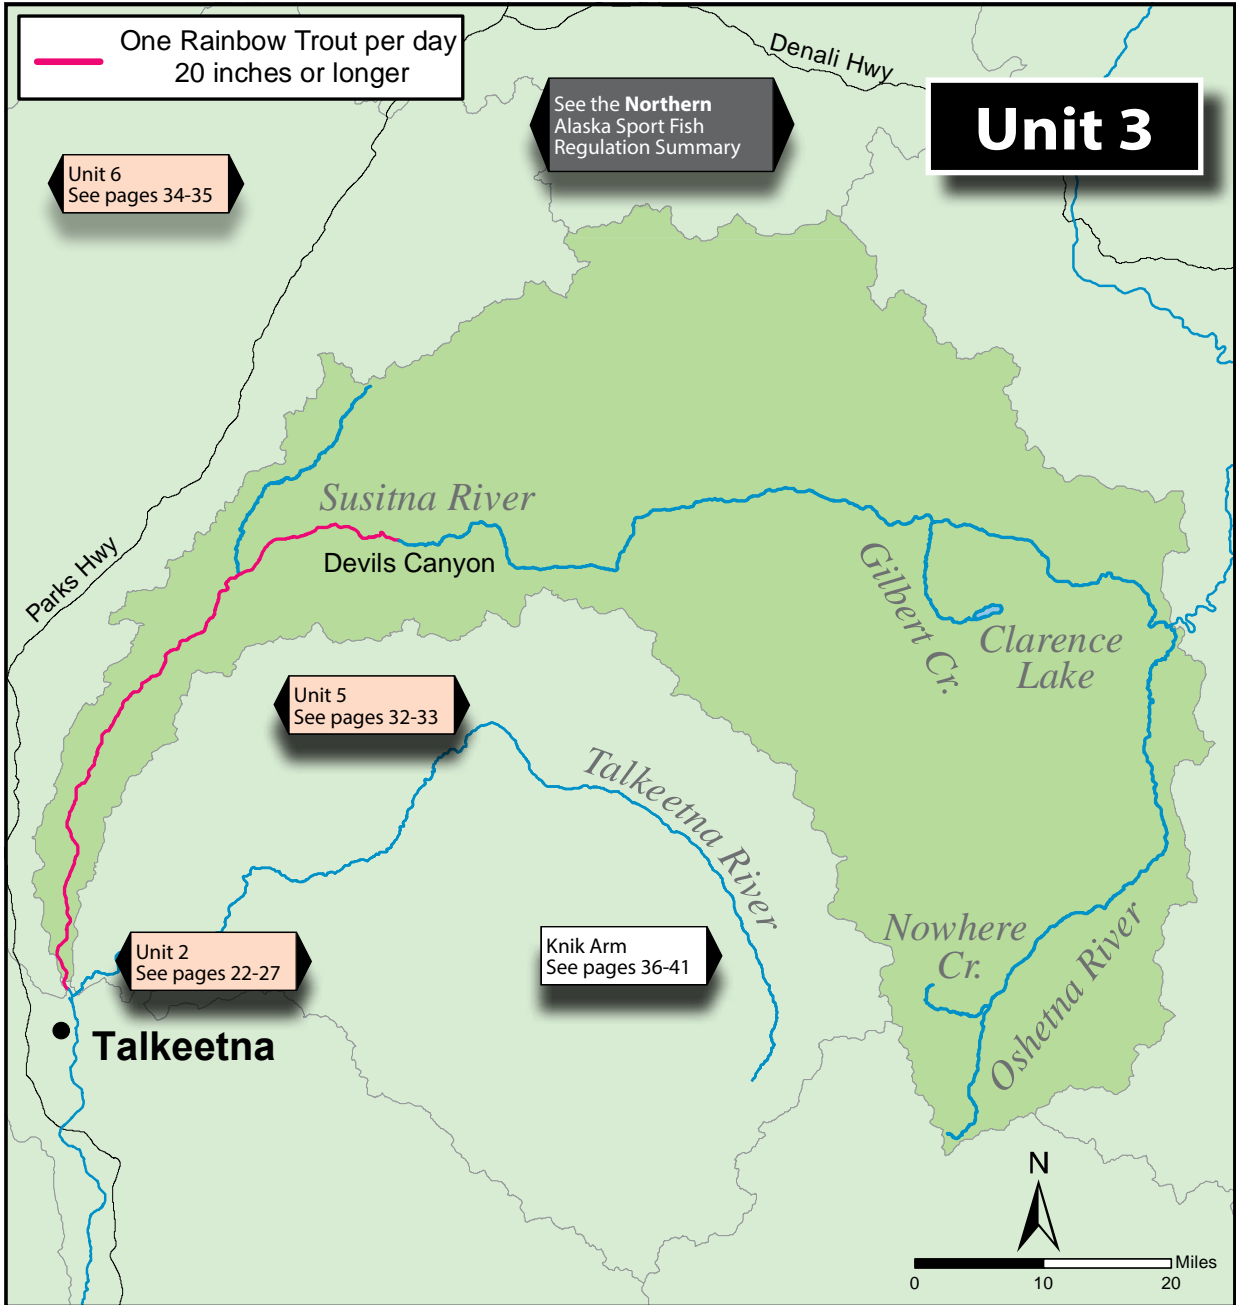 One Rainbow Trout per day
20 inches or longer
Denali Hwy
See the Northern
Alaska Sport Fish
Regulation Summary
Unit 3
Unit 6
See pages 34-35
Susitna River
Devils Canyon
Parks Hwy
Gilbert Cr.
Clarence
Lake
Unit 5
See pages 32-33
Talkeetna River
Unit 2
See pages 22-27
Knik Arm
See pages 36-41
Nowhere
Cr.
Oshetna River
Talkeetna
N
Miles
0 10 20